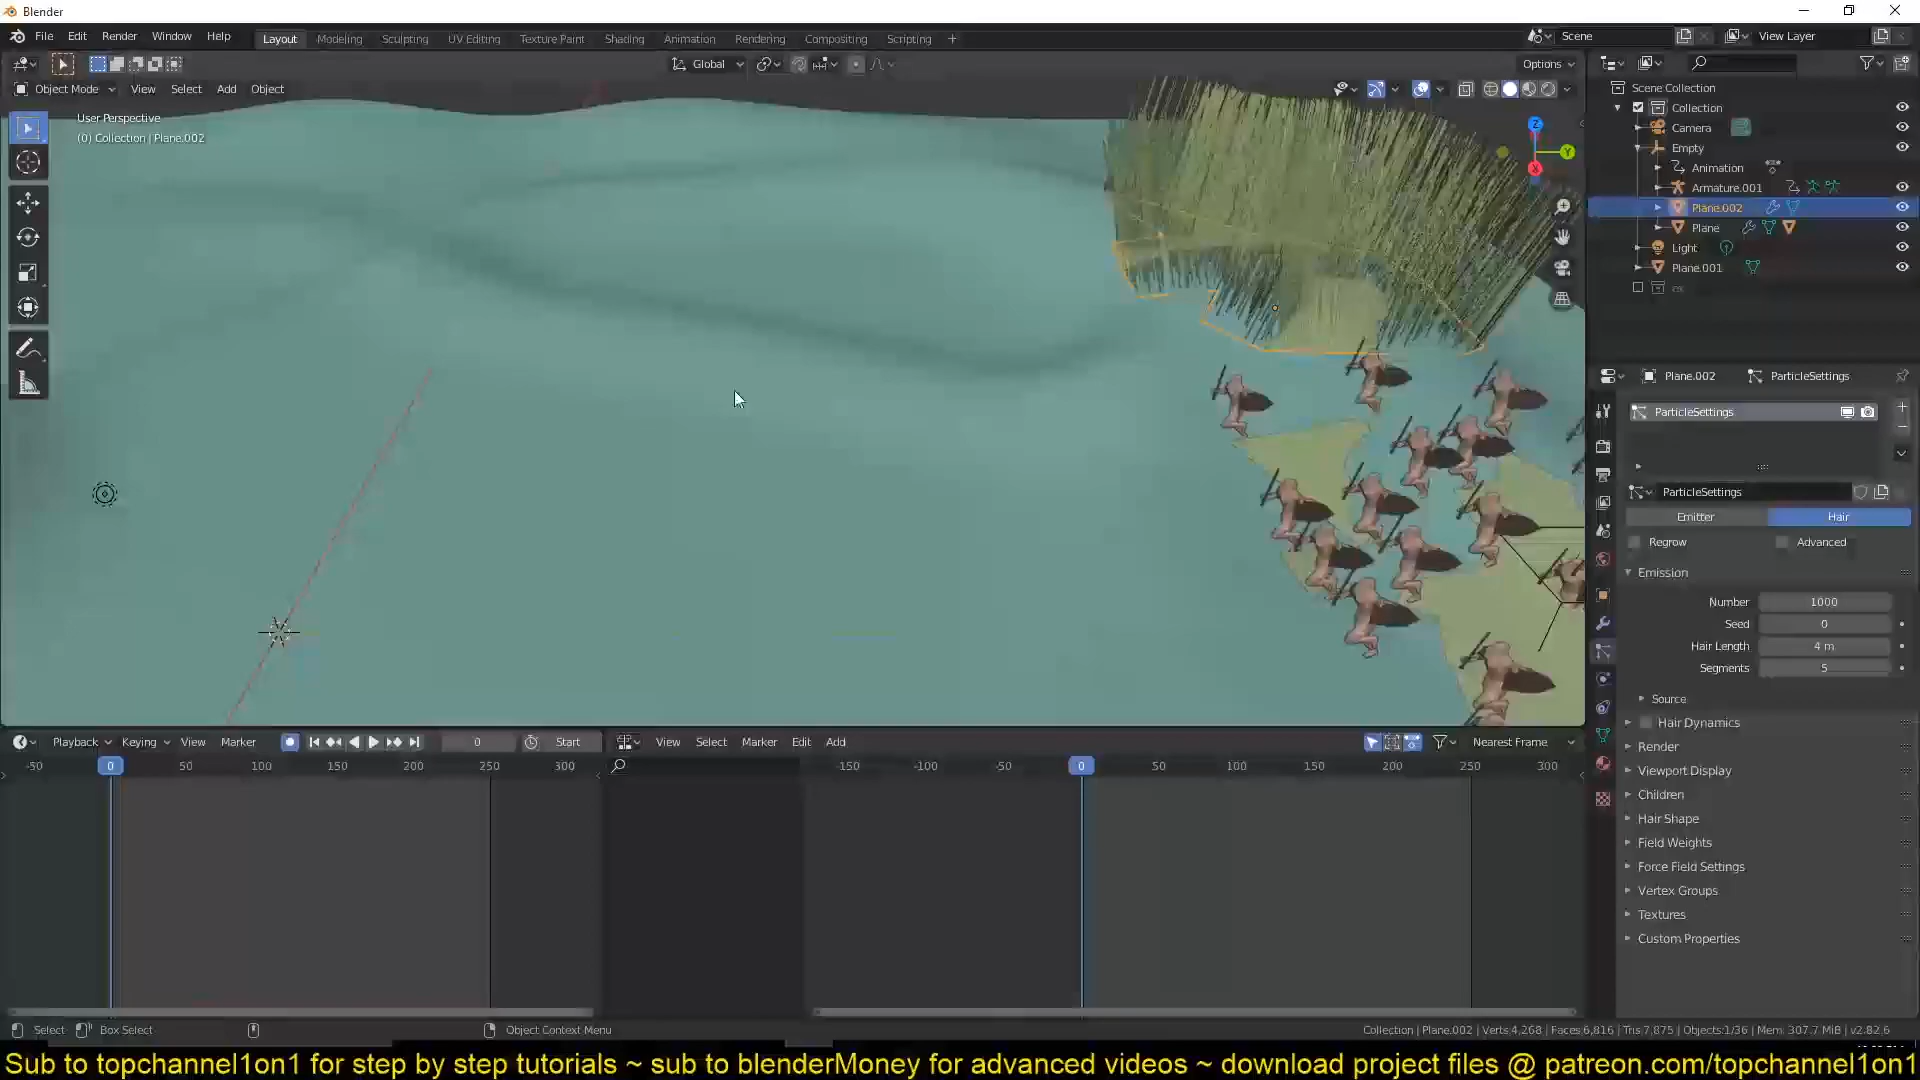 Blender
File Edit Render Window Help
Layout Modeling Sculpting UV Editing Texture Paint Shading Animation Rendering Compositing Scripting +
Scene
View Layer
Global
Options
Object Mode View Select Add Object
User Perspective
(0) Collection | Plane.002
Z
Y
X
Scene Collection
Collection
Camera
Empty
Animation
Armature.001
Plane.002
Plane
Light
Plane.001
Plane.002 ParticleSettings
ParticleSettings
ParticleSettings
Emitter Hair
Regrow Advanced
Emission
Number 1000
Seed 0
Hair Length 4 m
Segments 5
Source
Hair Dynamics
Render
Viewport Display
Children
Hair Shape
Field Weights
Force Field Settings
Vertex Groups
Textures
Custom Properties
Playback Keying View Marker 0 Start
View Select Marker Edit Add Nearest Frame
-50 0 50 100 150 200 250 300
-150 -100 -50 0 50 100 150 200 250 300
Select Box Select Object Context Menu
Collection | Plane.002 | Verts:4,268 | Faces:6,816 | Tris:7,875 | Objects:1/36 | Mem: 307.7 MiB | v2.82.6
Sub to topchannel1on1 for step by step tutorials ~ sub to blenderMoney for advanced videos ~ download project files @ patreon.com/topchannel1on1